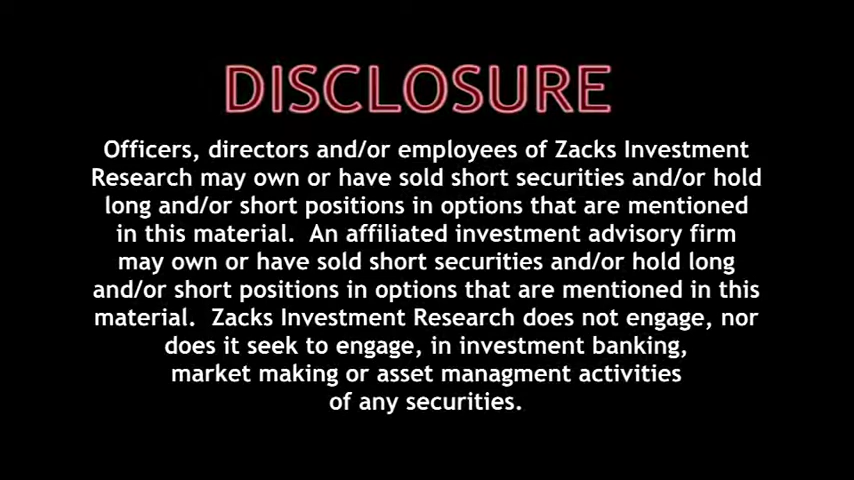 DISCLOSURE
Officers, directors and/or employees of Zacks Investment
Research may own or have sold short securities and/or hold
long and/or short positions in options that are mentioned
in this material.  An affiliated investment advisory firm
may own or have sold short securities and/or hold long
and/or short positions in options that are mentioned in this
material.  Zacks Investment Research does not engage, nor
does it seek to engage, in investment banking,
market making or asset managment activities
of any securities.